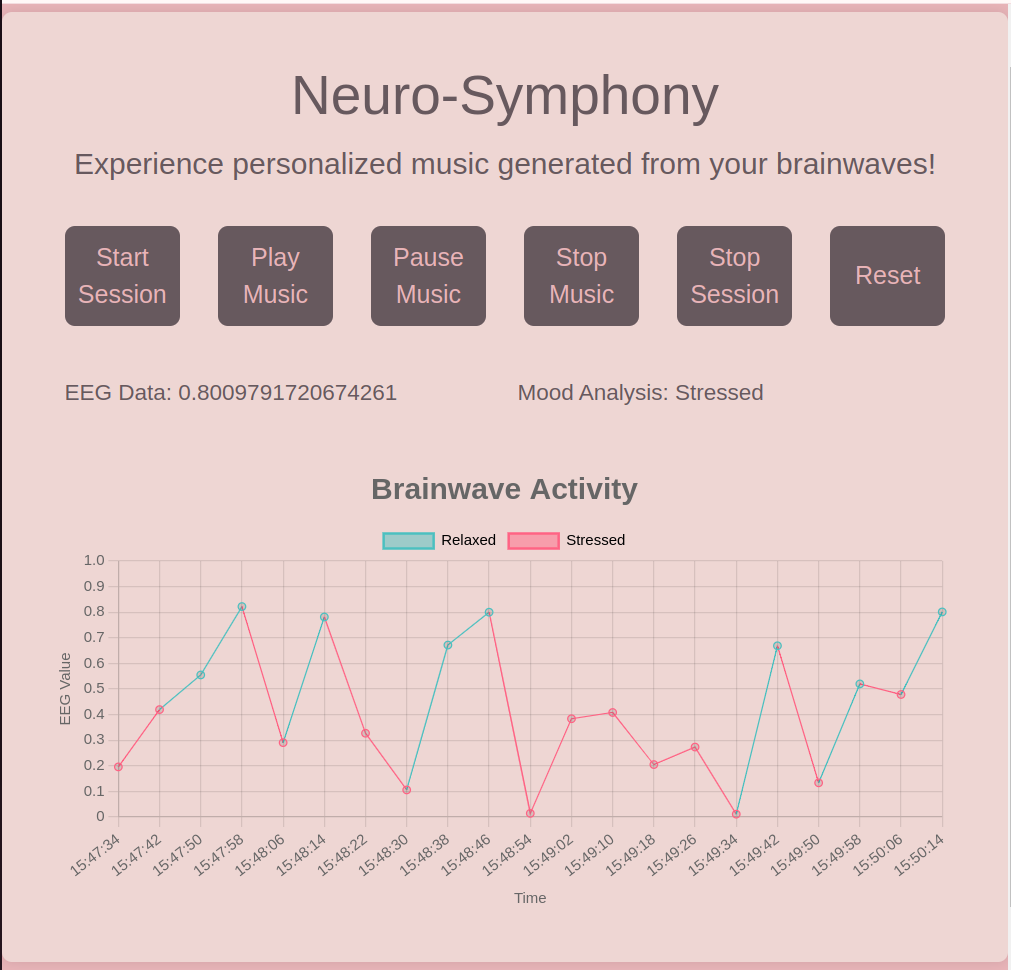 Neuro-Symphony
Experience personalized music generated from your brainwaves!
Start
Session
Play
Music
Pause
Music
Stop
Music
Stop
Session
Reset
EEG Data: 0.8009791720674261
Mood Analysis: Stressed
Brainwave Activity
Relaxed
Stressed
1.0
0.9
0.8
0.7
0.6
0.5
0.4
0.3
0.2
0.1
0
EEG Value
15:47:34
15:47:42
15:47:50
15:47:58
15:48:06
15:48:14
15:48:22
15:48:30
15:48:38
15:48:46
15:48:54
15:49:02
15:49:10
15:49:18
15:49:26
15:49:34
15:49:42
15:49:50
15:49:58
15:50:06
15:50:14
Time